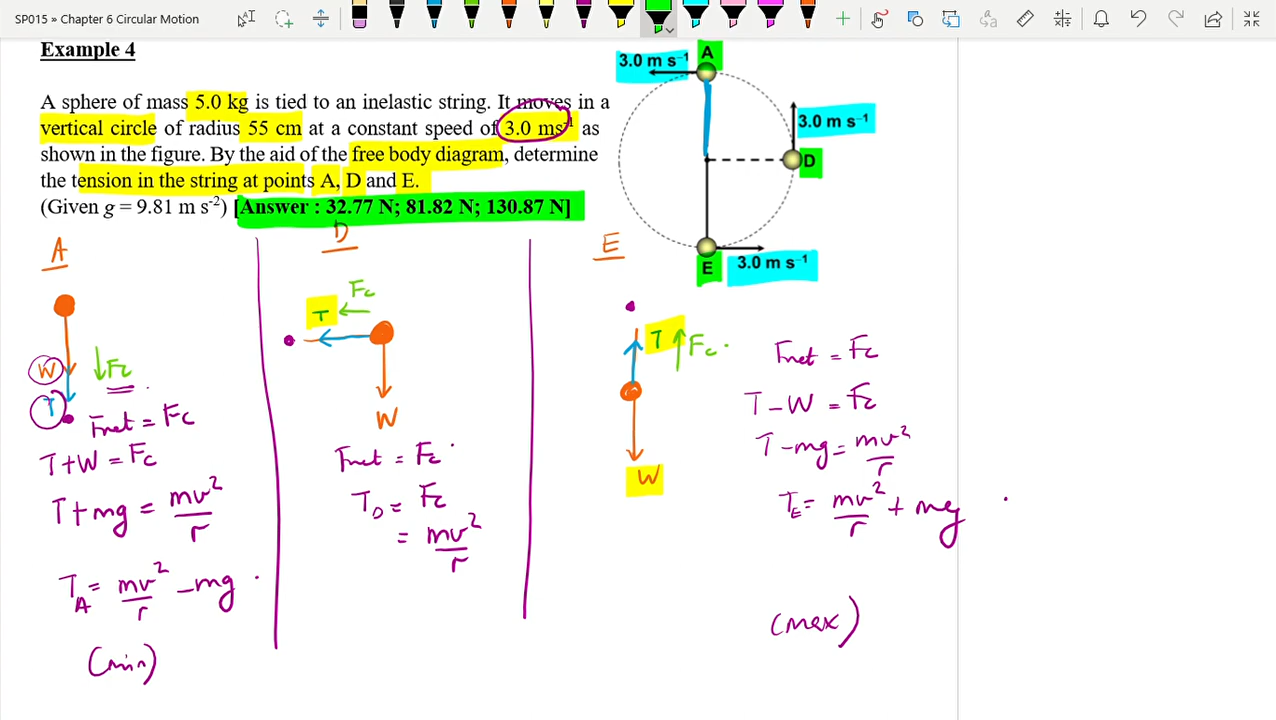 SP015 » Chapter 6 Circular Motion
Example 4
A sphere of mass 5.0 kg is tied to an inelastic string. It moves in a
vertical circle of radius 55 cm at a constant speed of 3.0 ms⁻¹ as
shown in the figure. By the aid of the free body diagram, determine
the tension in the string at points A, D and E.
(Given g = 9.81 m s⁻²) [Answer : 32.77 N; 81.82 N; 130.87 N]
A
3.0 m s⁻¹
3.0 m s⁻¹
D
E
3.0 m s⁻¹
A
W
T
Fc
Fnet = Fc
T+W = Fc
T+mg = mv²/r
T_A = mv²/r - mg
(min)
D
T
Fc
W
Fnet = Fc
T_D = Fc
= mv²/r
E
T
Fc
W
Fnet = Fc
T-W = Fc
T-mg = mv²/r
T_E = mv²/r + mg
(max)